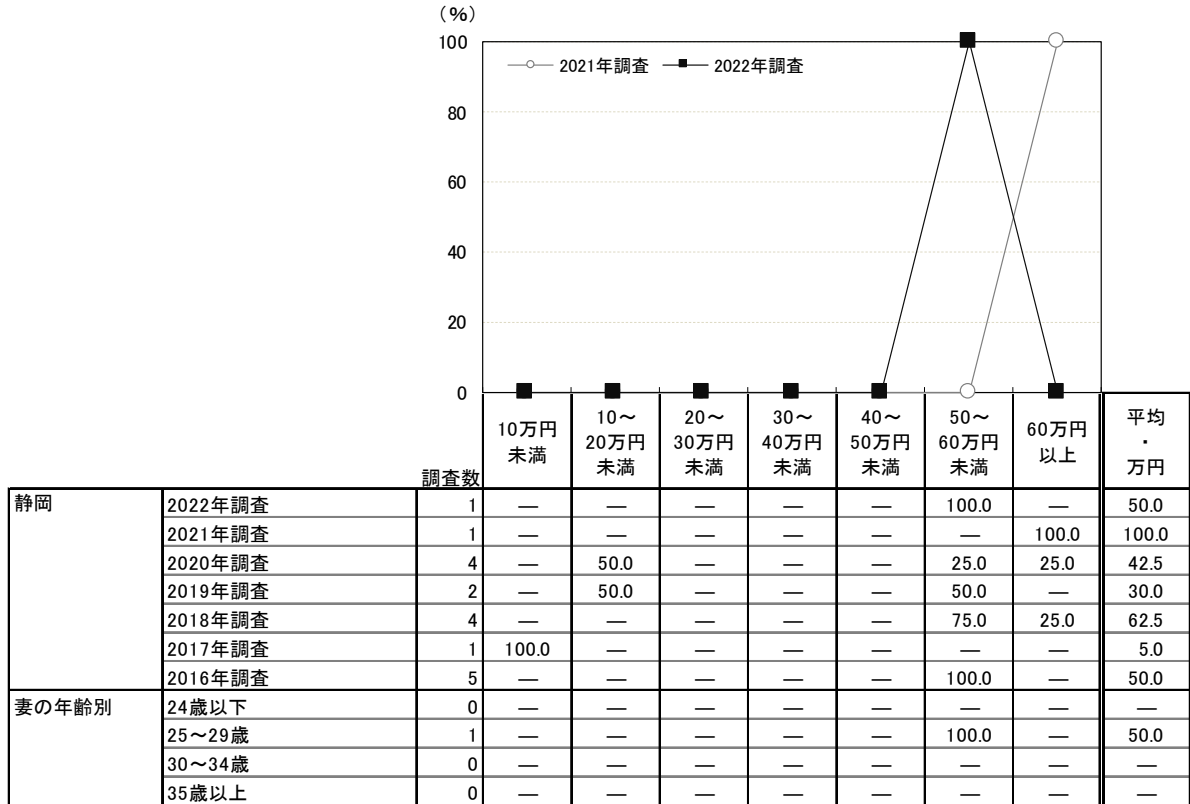 （%）
100
80
60
40
20
0
2021年調査 2022年調査
調査数 10万円未満 10～20万円未満 20～30万円未満 30～40万円未満 40～50万円未満 50～60万円未満 60万円以上 平均・万円
静岡 2022年調査 1 ― ― ― ― ― 100.0 ― 50.0
2021年調査 1 ― ― ― ― ― ― 100.0 100.0
2020年調査 4 ― 50.0 ― ― ― 25.0 25.0 42.5
2019年調査 2 ― 50.0 ― ― ― 50.0 ― 30.0
2018年調査 4 ― ― ― ― ― 75.0 25.0 62.5
2017年調査 1 100.0 ― ― ― ― ― ― 5.0
2016年調査 5 ― ― ― ― ― 100.0 ― 50.0
妻の年齢別 24歳以下 0 ― ― ― ― ― ― ― ―
25～29歳 1 ― ― ― ― ― 100.0 ― 50.0
30～34歳 0 ― ― ― ― ― ― ― ―
35歳以上 0 ― ― ― ― ― ― ― ―